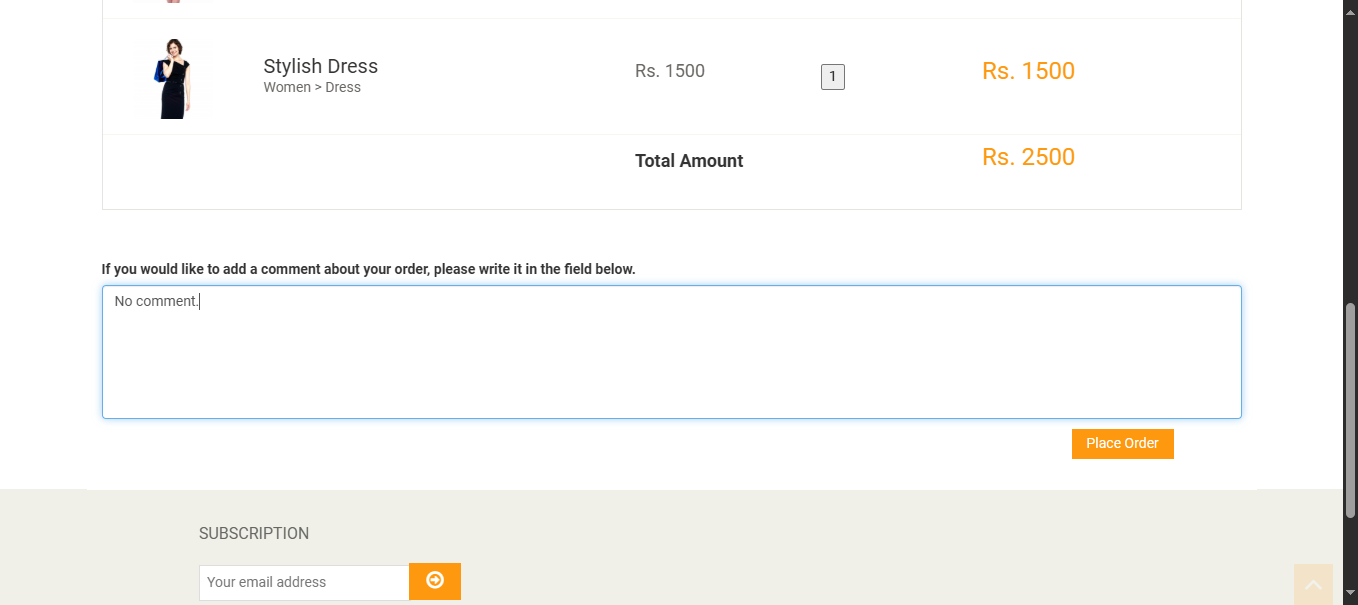 Stylish Dress
Women > Dress
Rs. 1500
1
Rs. 1500
Total Amount
Rs. 2500
If you would like to add a comment about your order, please write it in the field below.
No comment.
Place Order
SUBSCRIPTION
Your email address